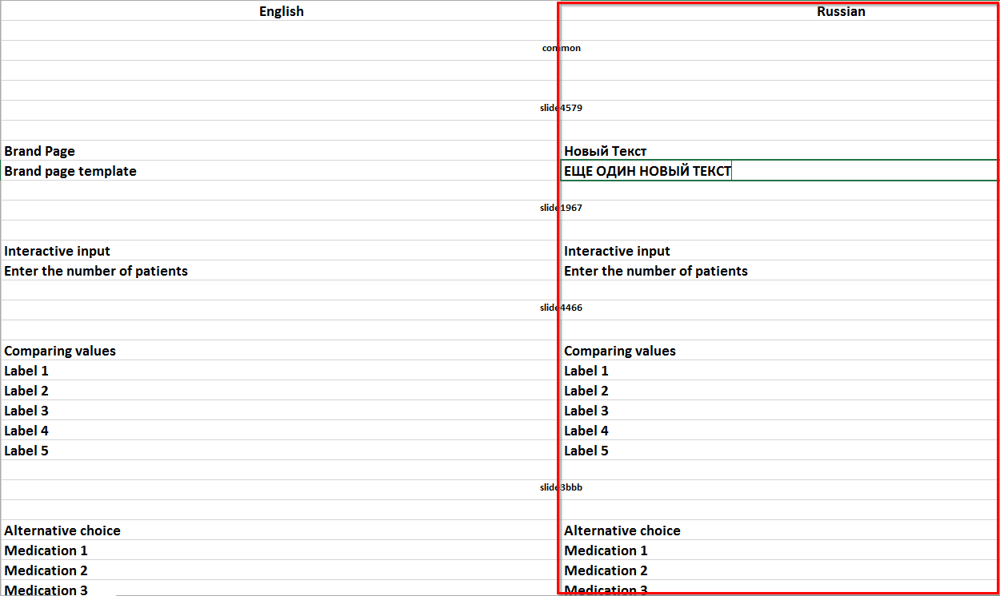 English Russian
common
slide4579
Brand Page Новый Текст
Brand page template ЕЩЕ ОДИН НОВЫЙ ТЕКСТ
slide1967
Interactive input Interactive input
Enter the number of patients Enter the number of patients
slide4466
Comparing values Comparing values
Label 1 Label 1
Label 2 Label 2
Label 3 Label 3
Label 4 Label 4
Label 5 Label 5
slide3bbb
Alternative choice Alternative choice
Medication 1 Medication 1
Medication 2 Medication 2
Medication 3 Medication 3